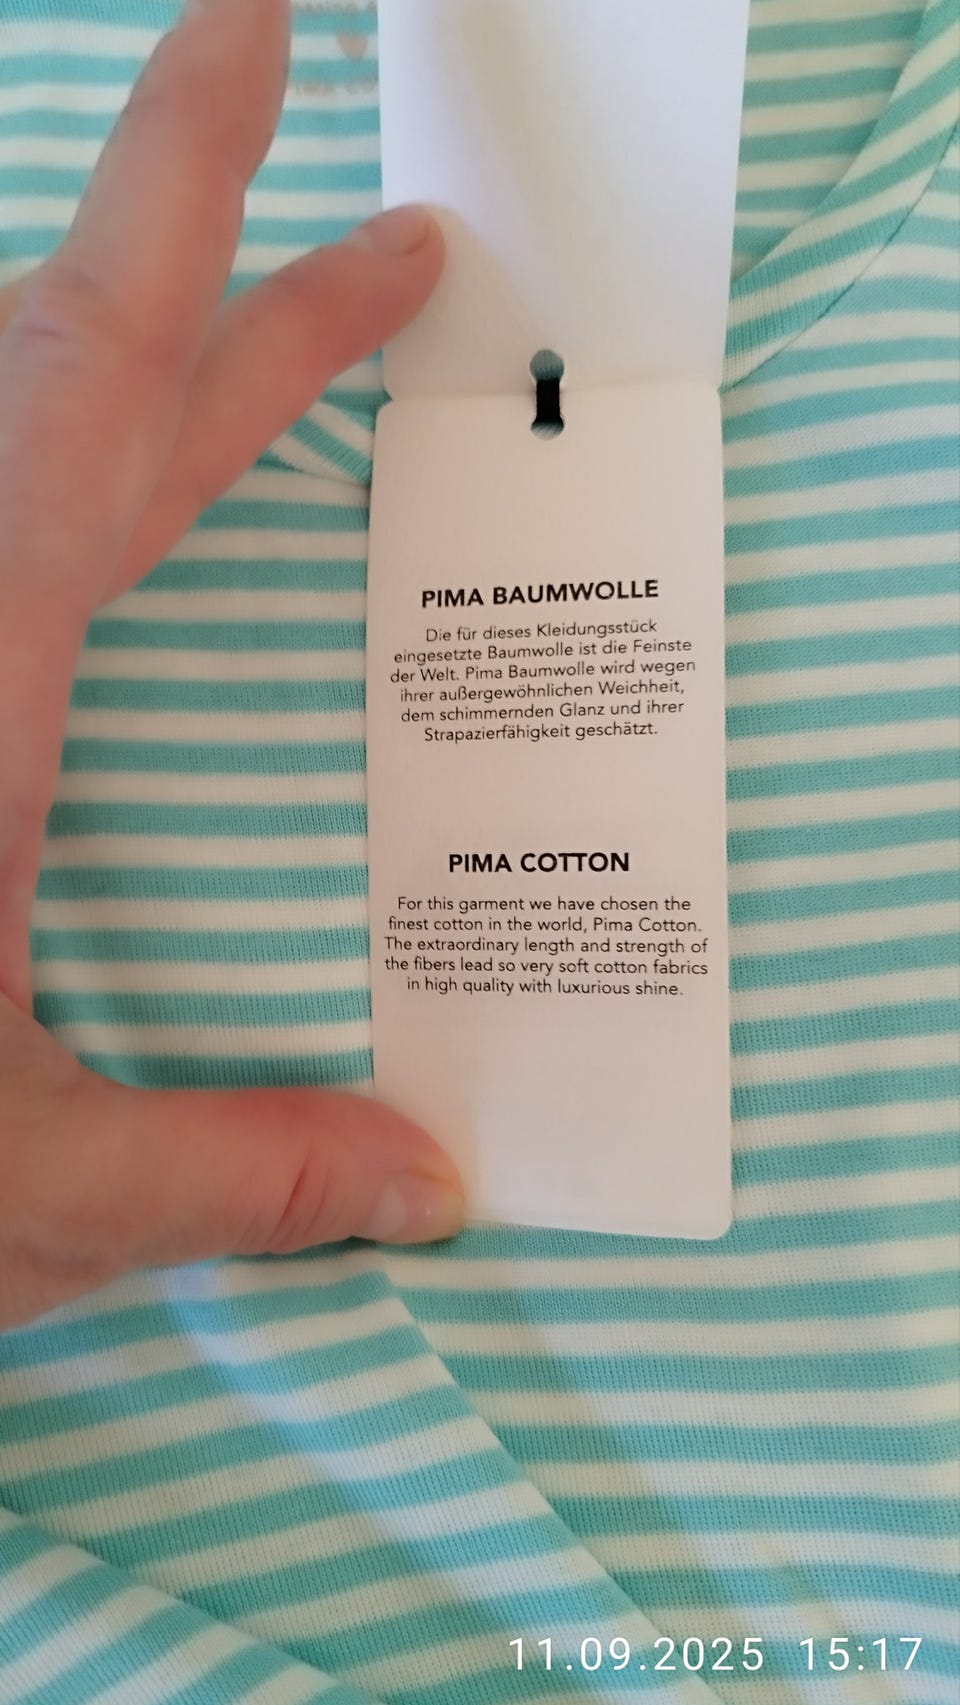 PIMA BAUMWOLLE
Die für dieses Kleidungsstück
eingesetzte Baumwolle ist die Feinste
der Welt. Pima Baumwolle wird wegen
ihrer außergewöhnlichen Weichheit,
dem schimmernden Glanz und ihrer
Strapazierfähigkeit geschätzt.
PIMA COTTON
For this garment we have chosen the
finest cotton in the world, Pima Cotton.
The extraordinary length and strength of
the fibers lead so very soft cotton fabrics
in high quality with luxurious shine.
11.09.2025 15:17